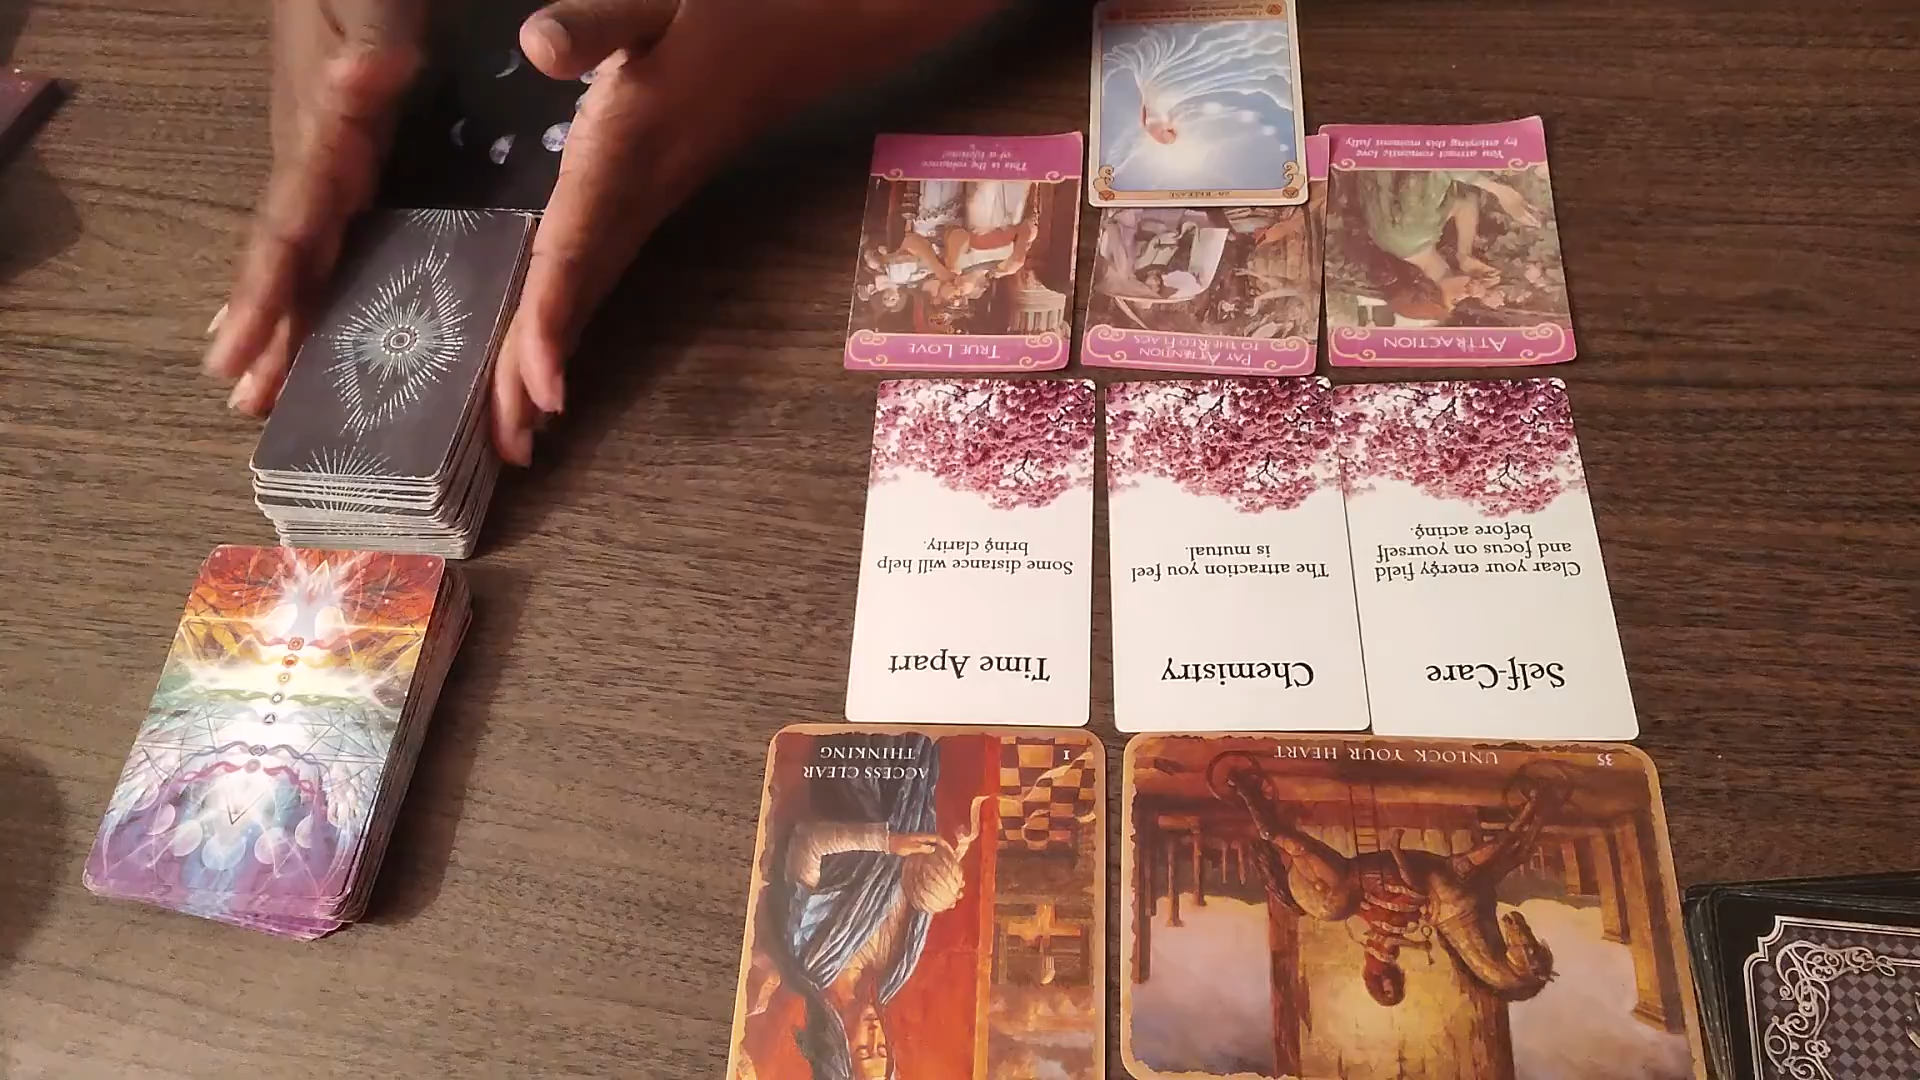 28 RELEASE
TRUE LOVE
This is the romance
of a lifetime!
PAY ATTENTION
TO THE RED FLAGS
ATTRACTION
You attract romantic love
by enjoying this moment fully
Time Apart
Some distance will help
bring clarity.
Chemistry
The attraction you feel
is mutual.
Self-Care
Clear your energy field
and focus on yourself
before acting.
1
ACCESS CLEAR
THINKING
35
UNLOCK YOUR HEART